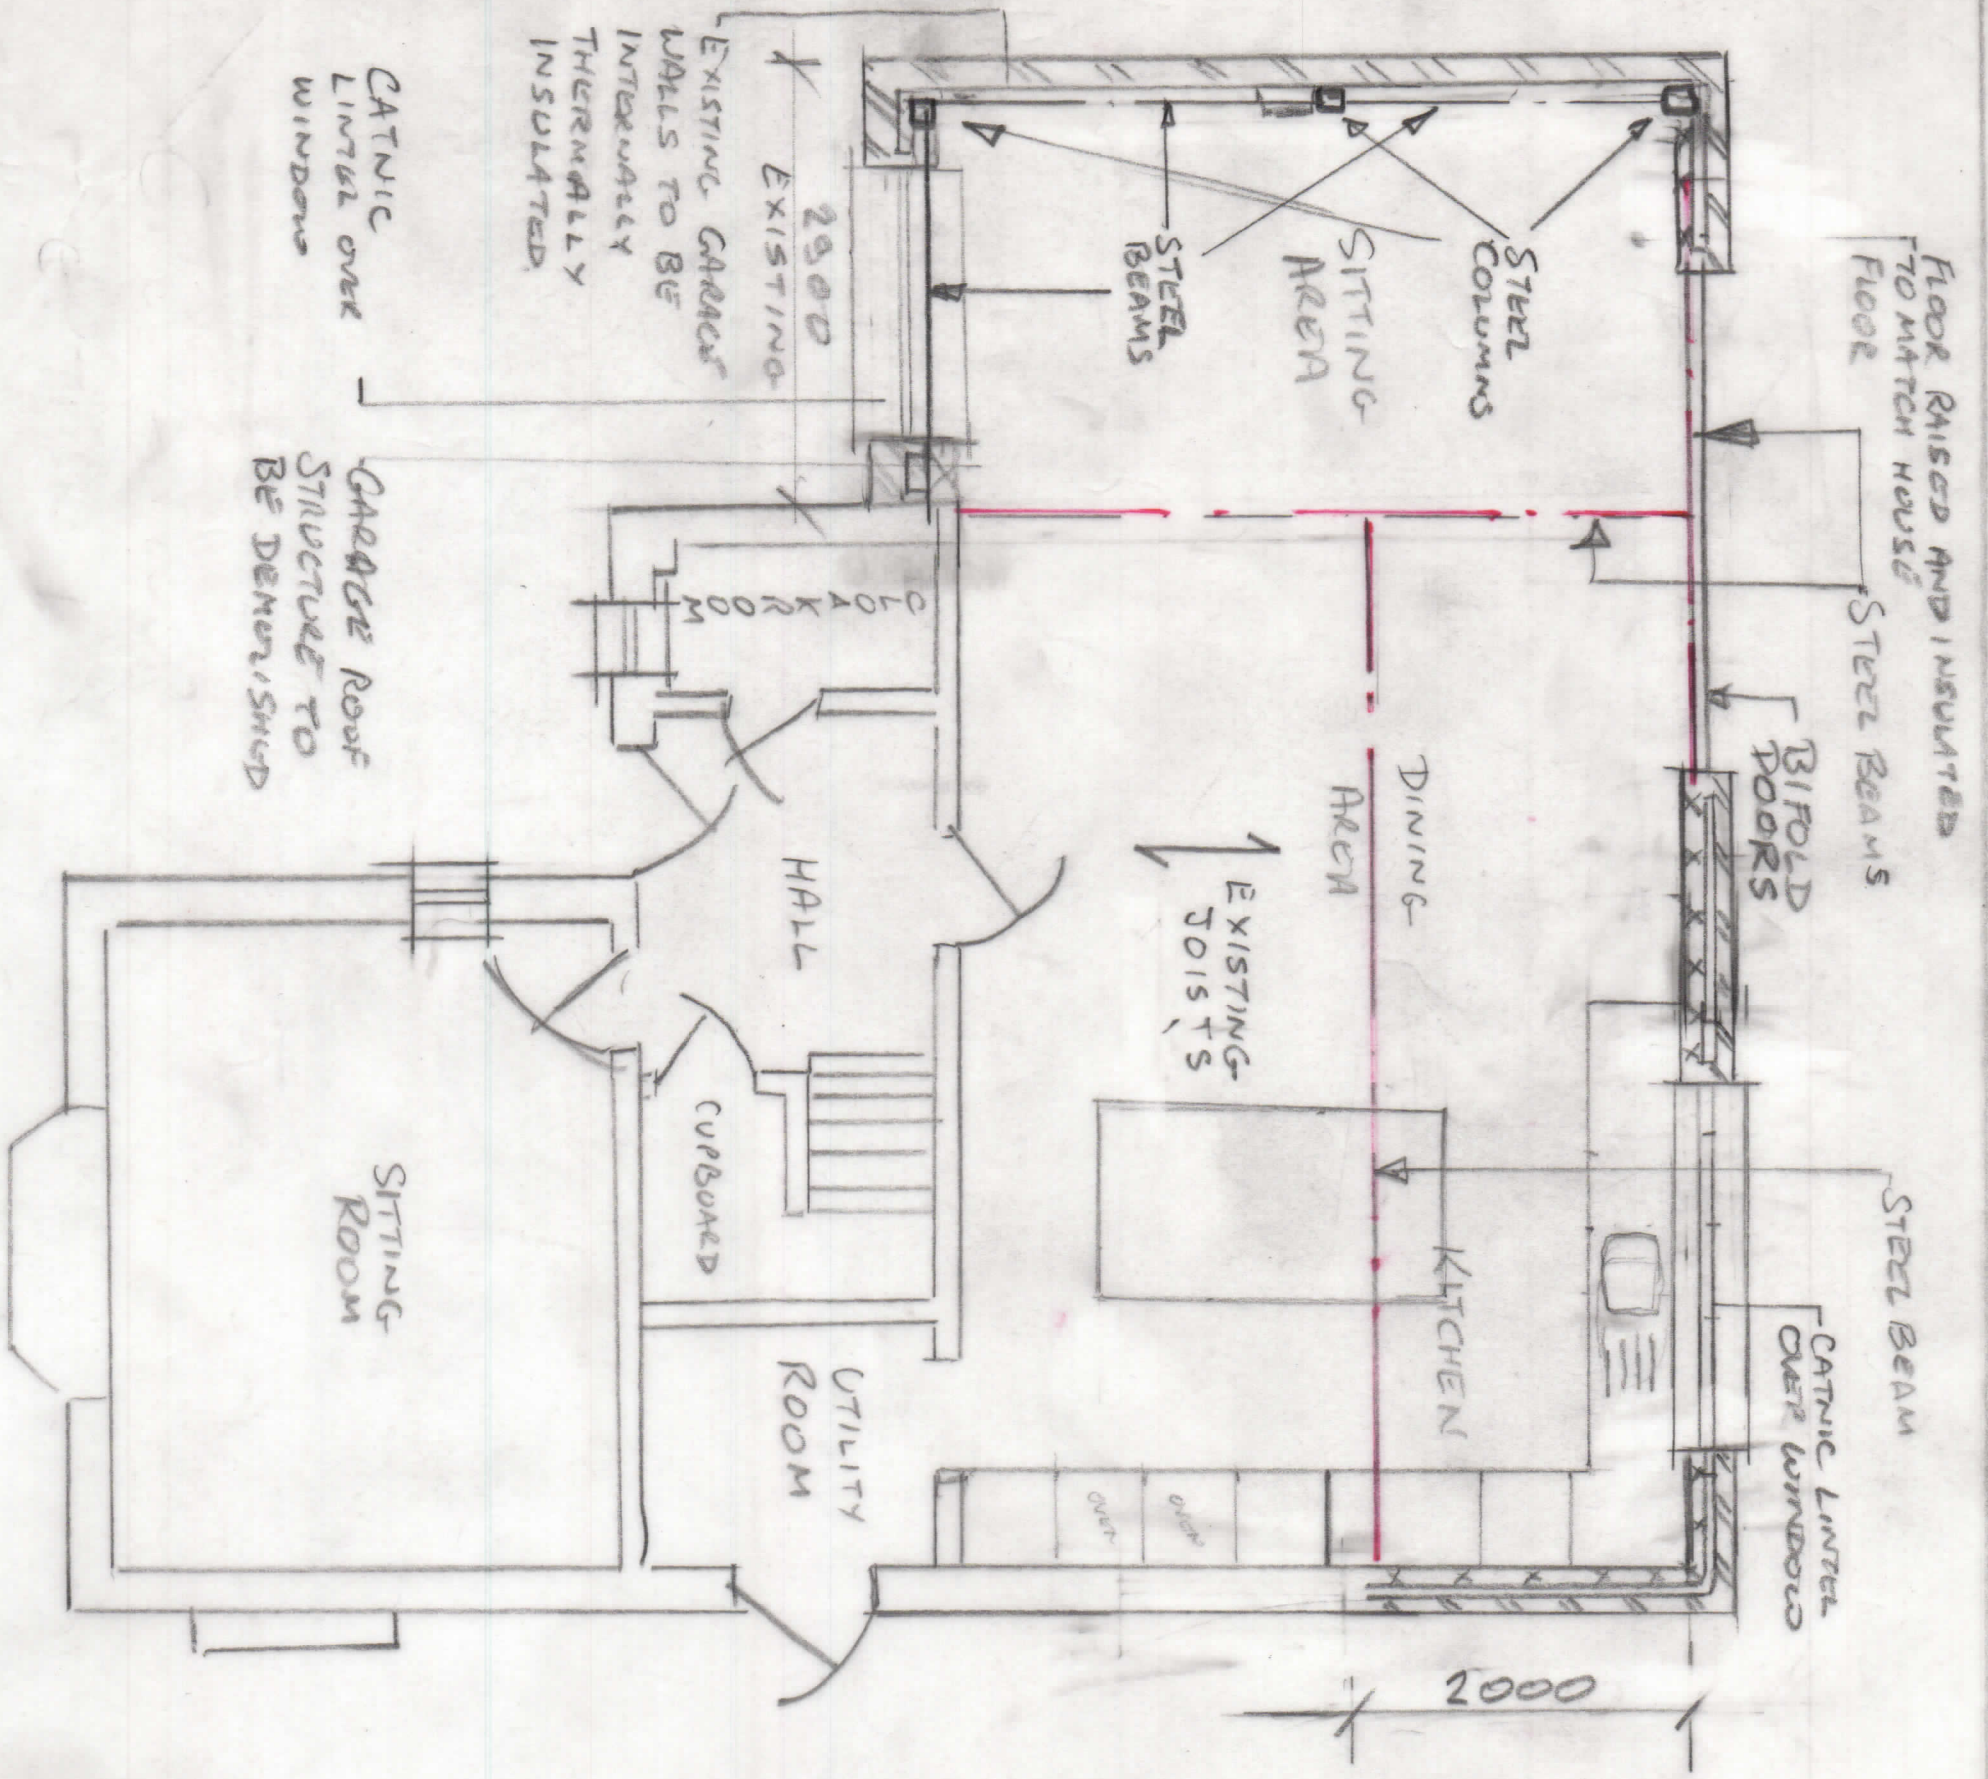 FLOOR RAISED AND INSULATED
TO MATCH HOUSE
FLOOR
STEEL BEAMS
BIFOLD
DOORS
STEEL BEAM
CATNIC LINTEL
OVER WINDOW
STEEL
COLUMNS
SITTING
AREA
STEEL
BEAMS
DINING
AREA
EXISTING
JOISTS
KITCHEN
OVEN
OVEN
2000
2900
EXISTING
EXISTING GARAGE
WALLS TO BE
INTERNALLY
THERMALLY
INSULATED.
CATNIC
LINTEL OVER
WINDOW
GARAGE ROOF
STRUCTURE TO
BE DEMOLISHED
CLOAKROOM
HALL
CUPBOARD
UTILITY
ROOM
SITTING
ROOM